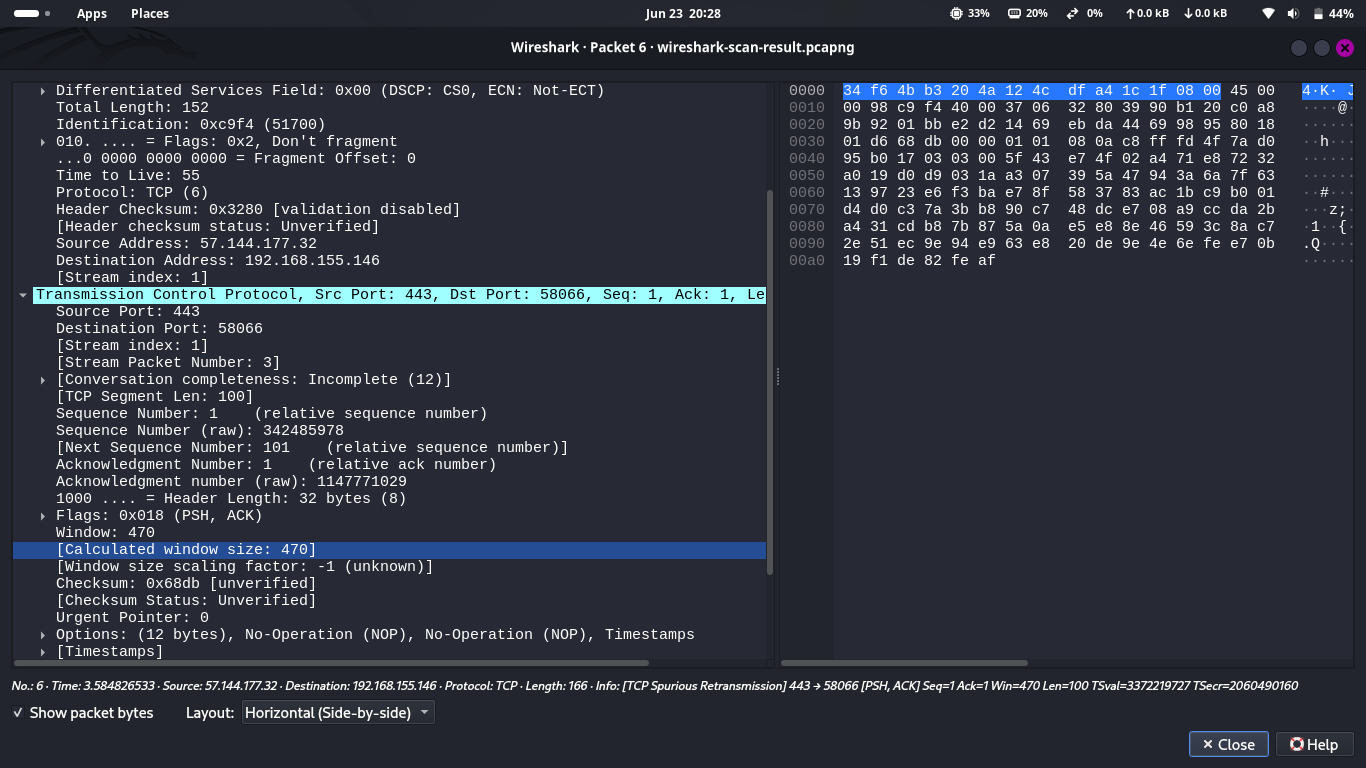 Apps Places Jun 23 20:28 33% 20% 0% ↑0.0 kB ↓0.0 kB 44%
Wireshark · Packet 6 · wireshark-scan-result.pcapng
Differentiated Services Field: 0x00 (DSCP: CS0, ECN: Not-ECT)
Total Length: 152
Identification: 0xc9f4 (51700)
010. .... = Flags: 0x2, Don't fragment
...0 0000 0000 0000 = Fragment Offset: 0
Time to Live: 55
Protocol: TCP (6)
Header Checksum: 0x3280 [validation disabled]
[Header checksum status: Unverified]
Source Address: 57.144.177.32
Destination Address: 192.168.155.146
[Stream index: 1]
Transmission Control Protocol, Src Port: 443, Dst Port: 58066, Seq: 1, Ack: 1, Le
Source Port: 443
Destination Port: 58066
[Stream index: 1]
[Stream Packet Number: 3]
[Conversation completeness: Incomplete (12)]
[TCP Segment Len: 100]
Sequence Number: 1    (relative sequence number)
Sequence Number (raw): 342485978
[Next Sequence Number: 101    (relative sequence number)]
Acknowledgment Number: 1    (relative ack number)
Acknowledgment number (raw): 1147771029
1000 .... = Header Length: 32 bytes (8)
Flags: 0x018 (PSH, ACK)
Window: 470
[Calculated window size: 470]
[Window size scaling factor: -1 (unknown)]
Checksum: 0x68db [unverified]
[Checksum Status: Unverified]
Urgent Pointer: 0
Options: (12 bytes), No-Operation (NOP), No-Operation (NOP), Timestamps
[Timestamps]
0000 34 f6 4b b3 20 4a 12 4c df a4 1c 1f 08 00 45 00 4·K· J
0010 00 98 c9 f4 40 00 37 06 32 80 39 90 b1 20 c0 a8 ····@·
0020 9b 92 01 bb e2 d2 14 69 eb da 44 69 98 95 80 18 ······
0030 01 d6 68 db 00 00 01 01 08 0a c8 ff fd 4f 7a d0 ··h···
0040 95 b0 17 03 03 00 5f 43 e7 4f 02 a4 71 e8 72 32 ······
0050 a0 19 d0 d9 03 1a a3 07 39 5a 47 94 3a 6a 7f 63 ······
0060 13 97 23 e6 f3 ba e7 8f 58 37 83 ac 1b c9 b0 01 ··#···
0070 d4 d0 c3 7a 3b b8 90 c7 48 dc e7 08 a9 cc da 2b ···z;·
0080 a4 31 cd b8 7b 87 5a 0a e5 e8 8e 46 59 3c 8a c7 ·1··{·
0090 2e 51 ec 9e 94 e9 63 e8 20 de 9e 4e 6e fe e7 0b .Q····
00a0 19 f1 de 82 fe af ······
No.: 6 · Time: 3.584826533 · Source: 57.144.177.32 · Destination: 192.168.155.146 · Protocol: TCP · Length: 166 · Info: [TCP Spurious Retransmission] 443 → 58066 [PSH, ACK] Seq=1 Ack=1 Win=470 Len=100 TSval=3372219727 TSecr=2060490160
Show packet bytes Layout: Horizontal (Side-by-side)
Close Help